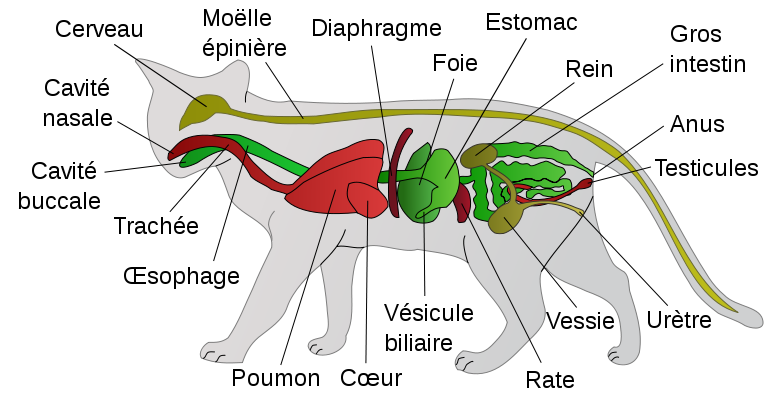 Cerveau
Moëlle
épinière
Diaphragme
Estomac
Foie
Rein
Gros
intestin
Cavité
nasale
Anus
Testicules
Cavité
buccale
Trachée
Œsophage
Vésicule
biliaire
Vessie
Urètre
Poumon
Cœur
Rate